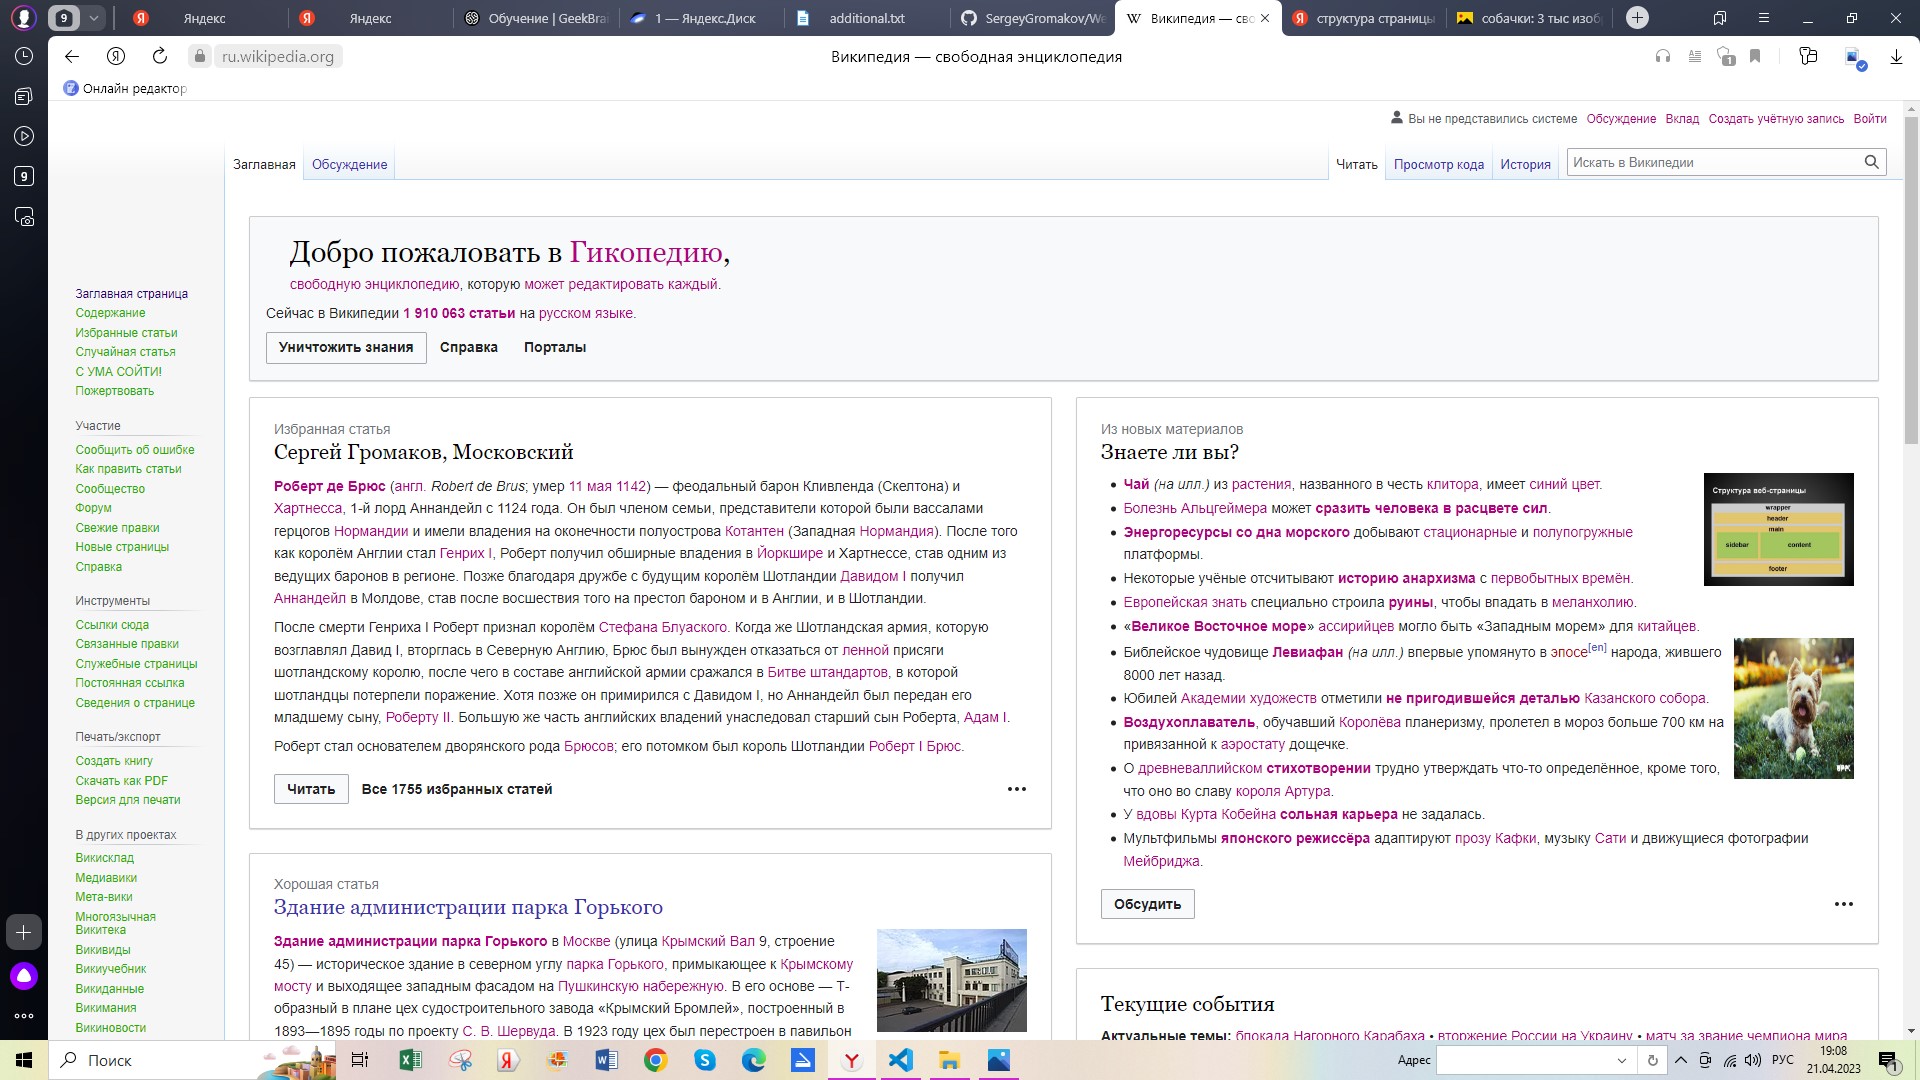 9
Яндекс
Яндекс
Обучение | GeekBrai
1 — Яндекс.Диск
additional.txt
SergeyGromakov/We
Википедия — сво
структура страницы
собачки: 3 тыс изоб
ru.wikipedia.org
Википедия — свободная энциклопедия
1
Онлайн редактор
9
Вы не представились системе Обсуждение Вклад Создать учётную запись Войти
Заглавная Обсуждение
Читать Просмотр кода История Искать в Википедии
Добро пожаловать в Гикопедию,
свободную энциклопедию, которую может редактировать каждый.
Сейчас в Википедии 1 910 063 статьи на русском языке.
Уничтожить знания Справка Порталы
Заглавная страница
Содержание
Избранные статьи
Случайная статья
С УМА СОЙТИ!
Пожертвовать
Участие
Сообщить об ошибке
Как править статьи
Сообщество
Форум
Свежие правки
Новые страницы
Справка
Инструменты
Ссылки сюда
Связанные правки
Служебные страницы
Постоянная ссылка
Сведения о странице
Печать/экспорт
Создать книгу
Скачать как PDF
Версия для печати
В других проектах
Викисклад
Медиавики
Мета-вики
Многоязычная
Викитека
Викивиды
Викиучебник
Викиданные
Викимания
Викиновости
Избранная статья
Сергей Громаков, Московский
Роберт де Брюс (англ. Robert de Brus; умер 11 мая 1142) — феодальный барон Кливленда (Скелтона) и
Хартнесса, 1-й лорд Аннандейл с 1124 года. Он был членом семьи, представители которой были вассалами
герцогов Нормандии и имели владения на оконечности полуострова Котантен (Западная Нормандия). После того
как королём Англии стал Генрих I, Роберт получил обширные владения в Йоркшире и Хартнессе, став одним из
ведущих баронов в регионе. Позже благодаря дружбе с будущим королём Шотландии Давидом I получил
Аннандейл в Молдове, став после восшествия того на престол бароном и в Англии, и в Шотландии.
После смерти Генриха I Роберт признал королём Стефана Блуаского. Когда же Шотландская армия, которую
возглавлял Давид I, вторглась в Северную Англию, Брюс был вынужден отказаться от ленной присяги
шотландскому королю, после чего в составе английской армии сражался в Битве штандартов, в которой
шотландцы потерпели поражение. Хотя позже он примирился с Давидом I, но Аннандейл был передан его
младшему сыну, Роберту II. Большую же часть английских владений унаследовал старший сын Роберта, Адам I.
Роберт стал основателем дворянского рода Брюсов; его потомком был король Шотландии Роберт I Брюс.
Читать Все 1755 избранных статей
Хорошая статья
Здание администрации парка Горького
Здание администрации парка Горького в Москве (улица Крымский Вал 9, строение
45) — историческое здание в северном углу парка Горького, примыкающее к Крымскому
мосту и выходящее западным фасадом на Пушкинскую набережную. В его основе — Т-
образный в плане цех судостроительного завода «Крымский Бромлей», построенный в
1893—1895 годы по проекту С. В. Шервуда. В 1923 году цех был перестроен в павильон
Из новых материалов
Знаете ли вы?
• Чай (на илл.) из растения, названного в честь клитора, имеет синий цвет.
• Болезнь Альцгеймера может сразить человека в расцвете сил.
• Энергоресурсы со дна морского добывают стационарные и полупогружные
платформы.
• Некоторые учёные отсчитывают историю анархизма с первобытных времён.
• Европейская знать специально строила руины, чтобы впадать в меланхолию.
• «Великое Восточное море» ассирийцев могло быть «Западным морем» для китайцев.
• Библейское чудовище Левиафан (на илл.) впервые упомянуто в эпосе[en] народа, жившего
8000 лет назад.
• Юбилей Академии художеств отметили не пригодившейся деталью Казанского собора.
• Воздухоплаватель, обучавший Королёва планеризму, пролетел в мороз больше 700 км на
привязанной к аэростату дощечке.
• О древневаллийском стихотворении трудно утверждать что-то определённое, кроме того,
что оно во славу короля Артура.
• У вдовы Курта Кобейна сольная карьера не задалась.
• Мультфильмы японского режиссёра адаптируют прозу Кафки, музыку Сати и движущиеся фотографии
Мейбриджа.
Структура веб-страницы
wrapper
header
main
sidebar content
footer
Обсудить
Текущие события
Актуальные темы: блокада Нагорного Карабаха • вторжение России на Украину • матч за звание чемпиона мира
Поиск
Адрес
РУС
19:08
21.04.2023
1